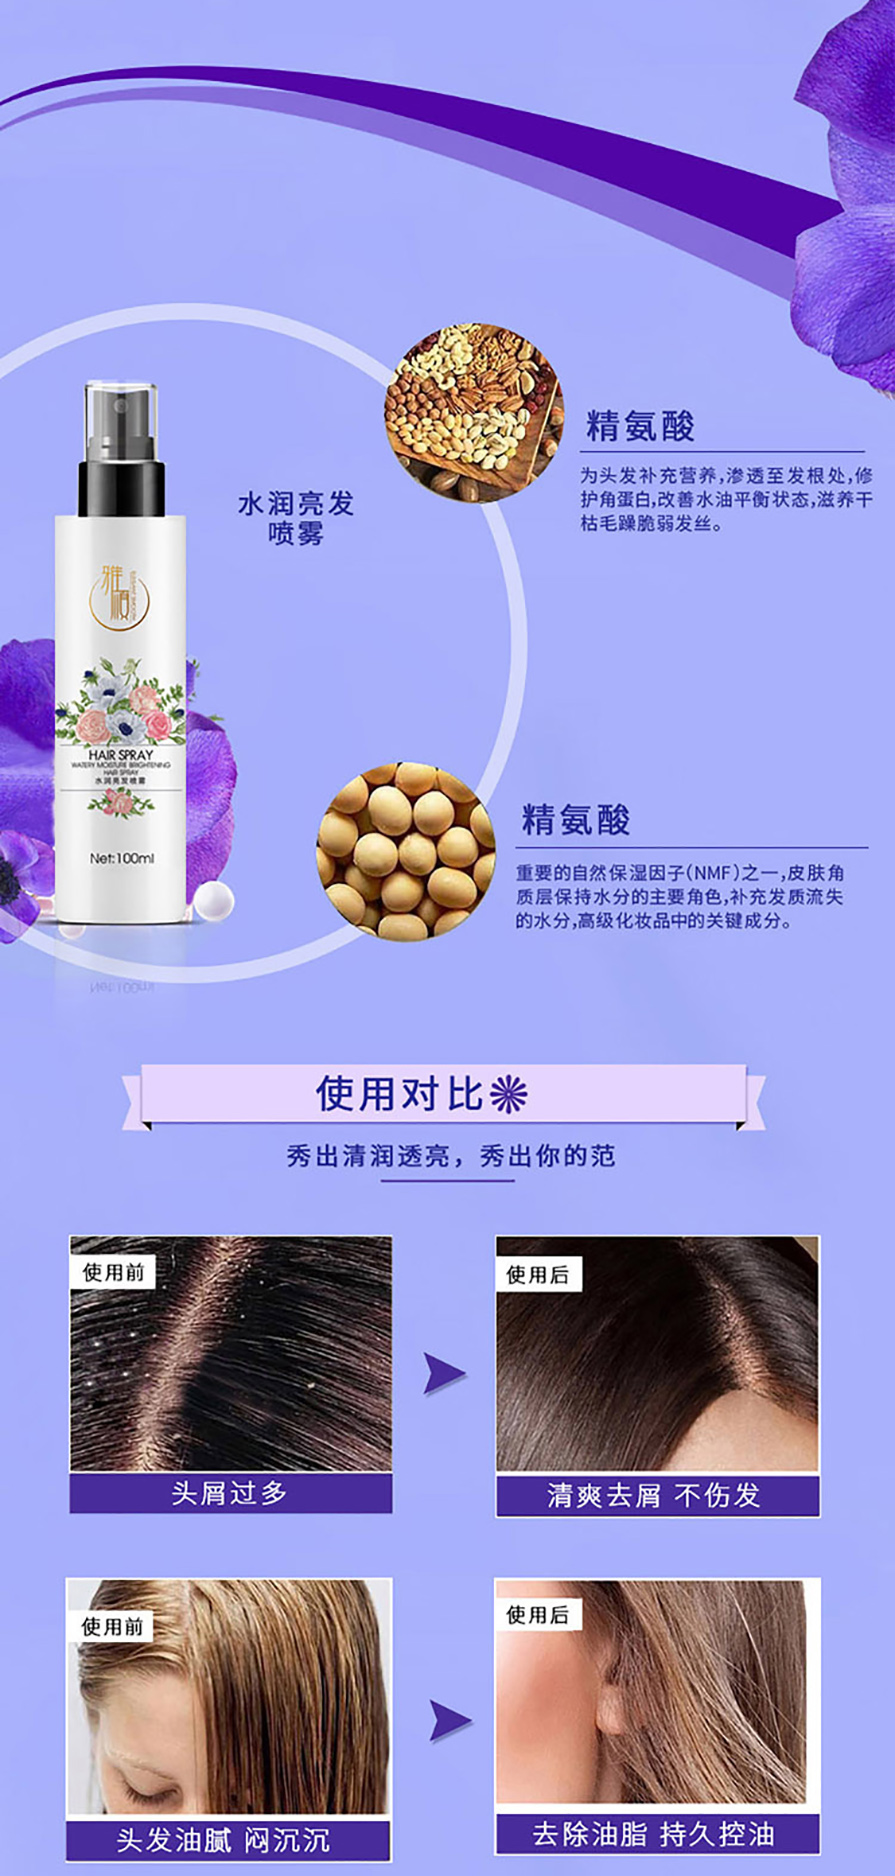 精氨酸
为头发补充营养,渗透至发根处,修
护角蛋白,改善水油平衡状态,滋养干
枯毛躁脆弱发丝。
水润亮发
喷雾
雅顽
HAIR SPRAY
WATERY MOISTURE BRIGHTENING
HAIR SPRAY
水润亮发喷雾
Net:100ml
精氨酸
重要的自然保湿因子(NMF)之一,皮肤角
质层保持水分的主要角色,补充发质流失
的水分,高级化妆品中的关键成分。
使用对比
秀出清润透亮，秀出你的范
使用前
使用后
头屑过多
清爽去屑 不伤发
使用前
使用后
头发油腻 闷沉沉
去除油脂 持久控油